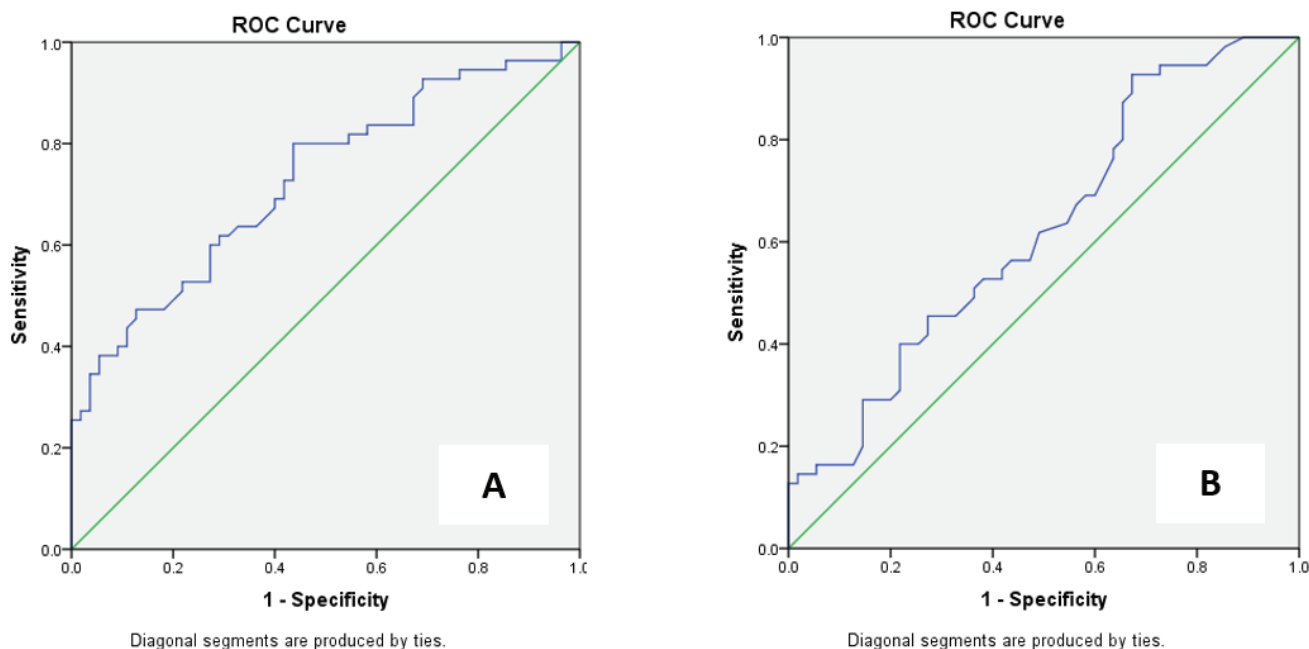 ROC Curve
1.0
0.8
0.6
0.4
0.2
0.0
Sensitivity
0.0 0.2 0.4 0.6 0.8 1.0
1 - Specificity
A
Diagonal segments are produced by ties.
ROC Curve
1.0
0.8
0.6
0.4
0.2
0.0
Sensitivity
0.0 0.2 0.4 0.6 0.8 1.0
1 - Specificity
B
Diagonal segments are produced by ties.